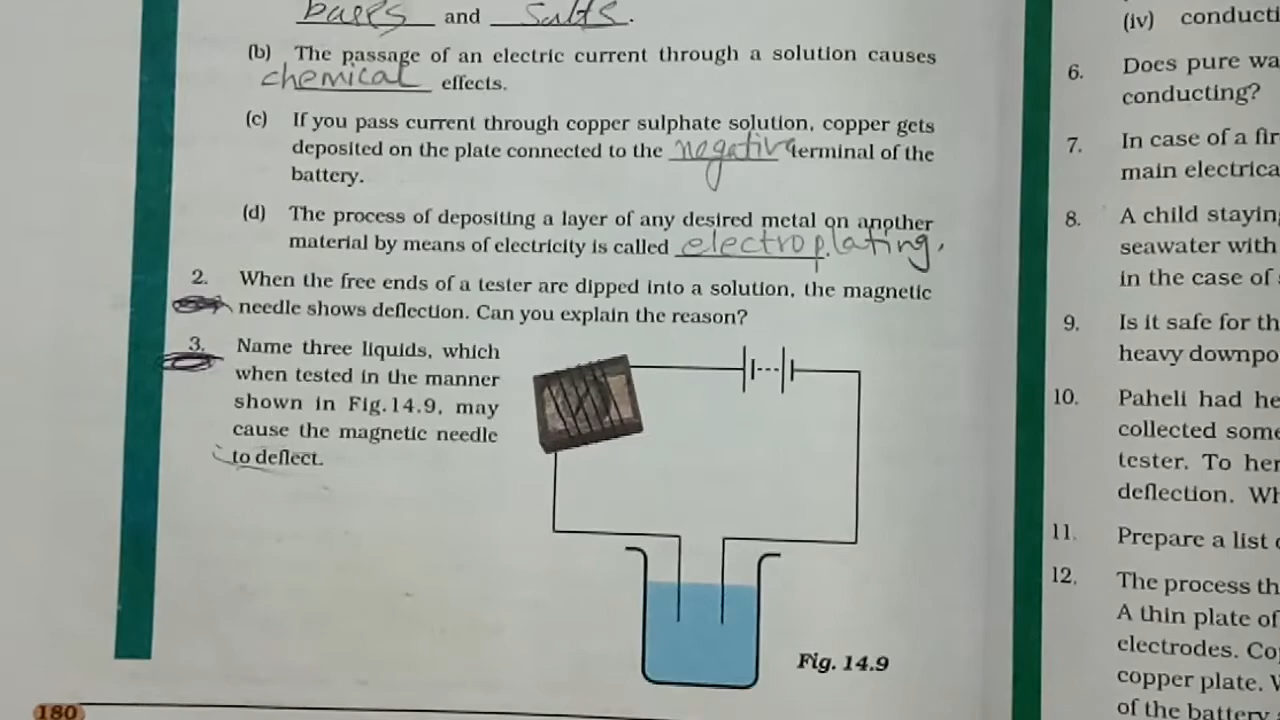 bases and salts.
(b) The passage of an electric current through a solution causes
chemical effects.
(c) If you pass current through copper sulphate solution, copper gets
deposited on the plate connected to the negative terminal of the
battery.
(d) The process of depositing a layer of any desired metal on another
material by means of electricity is called electroplating.
2. When the free ends of a tester are dipped into a solution, the magnetic
needle shows deflection. Can you explain the reason?
3. Name three liquids, which
when tested in the manner
shown in Fig.14.9, may
cause the magnetic needle
to deflect.
Fig. 14.9
180
(iv) conducti
6. Does pure wa
conducting?
7. In case of a fir
main electrica
8. A child staying
seawater with
in the case of
9. Is it safe for th
heavy downpo
10. Paheli had he
collected some
tester. To her
deflection. Wh
11. Prepare a list
12. The process th
A thin plate of
electrodes. Co
copper plate.
of the battery